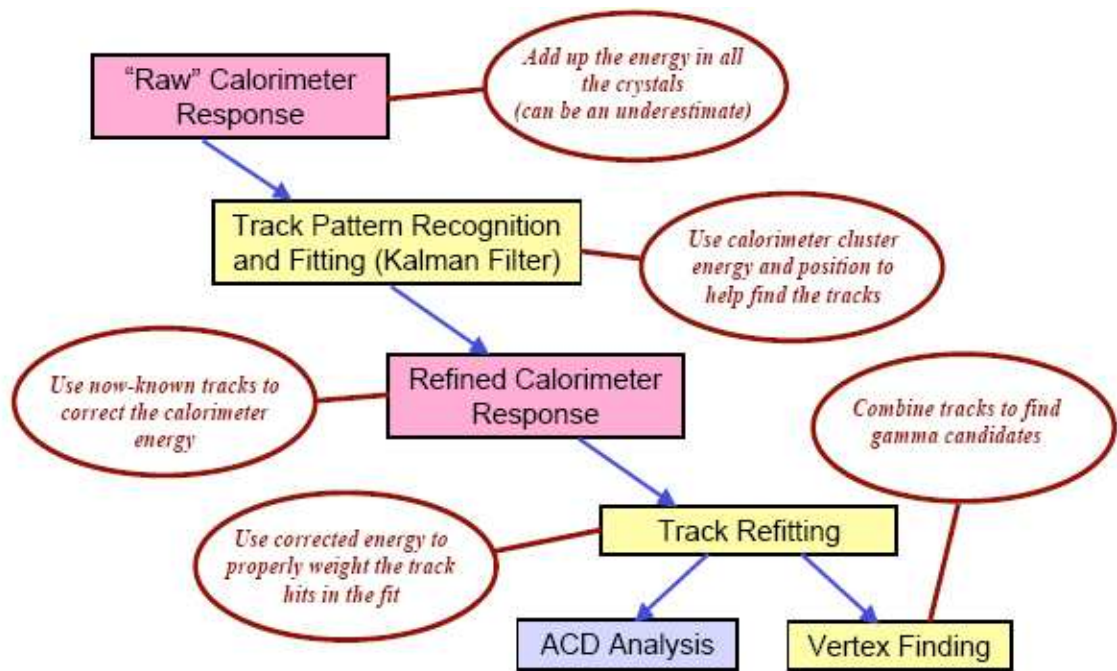 "Raw" Calorimeter
Response
Add up the energy in all
the crystals
(can be an underestimate)
Track Pattern Recognition
and Fitting (Kalman Filter)
Use calorimeter cluster
energy and position to
help find the tracks
Refined Calorimeter
Response
Use now-known tracks to
correct the calorimeter
energy
Combine tracks to find
gamma candidates
Track Refitting
Use corrected energy to
properly weight the track
hits in the fit
ACD Analysis
Vertex Finding